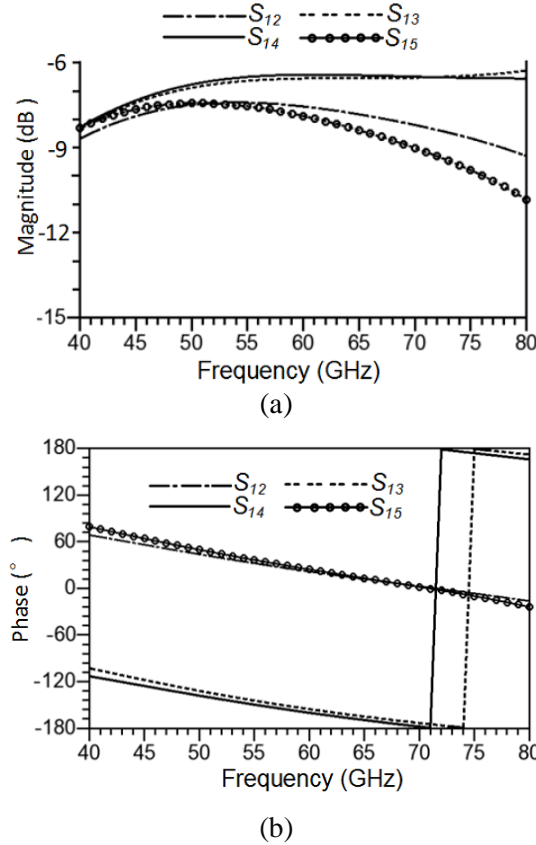 S12 S13
S14 S15
-6
-9
-12
-15
Magnitude (dB)
40 45 50 55 60 65 70 75 80
Frequency (GHz)
(a)
180
120
60
0
-60
-120
-180
Phase (°)
S12 S13
S14 S15
40 45 50 55 60 65 70 75 80
Frequency (GHz)
(b)